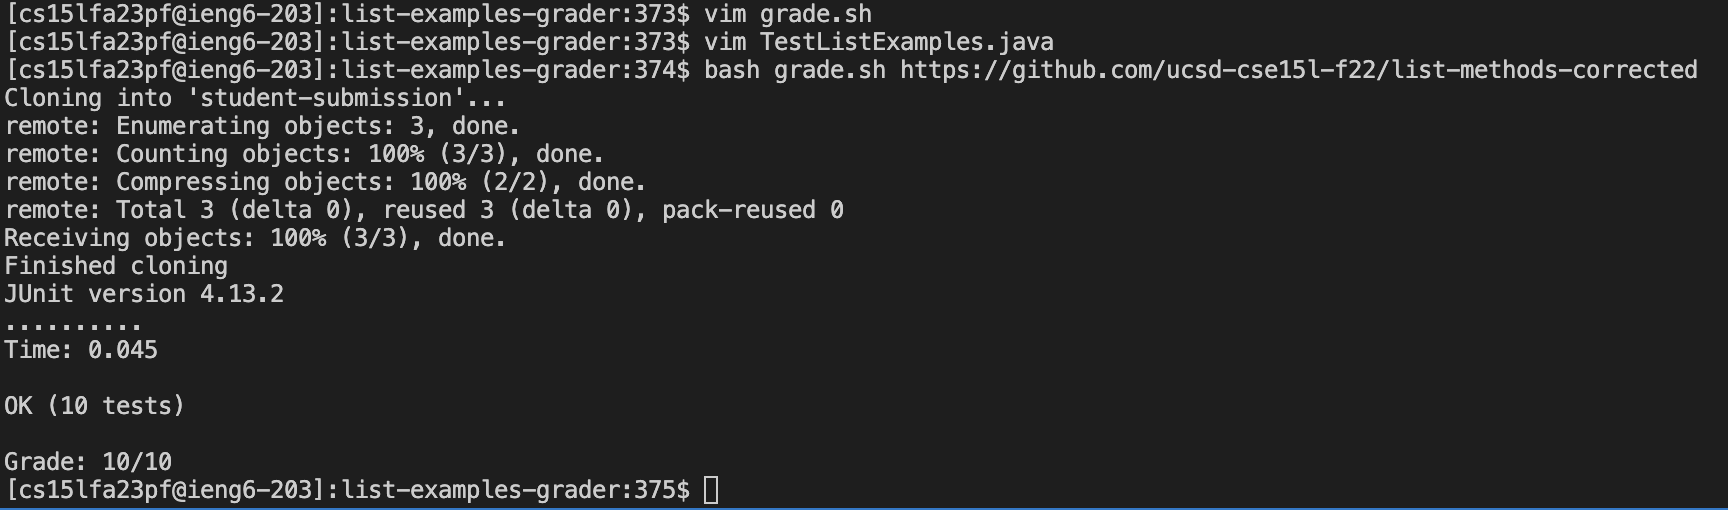 [cs15lfa23pf@ieng6-203]:list-examples-grader:373$ vim grade.sh
[cs15lfa23pf@ieng6-203]:list-examples-grader:373$ vim TestListExamples.java
[cs15lfa23pf@ieng6-203]:list-examples-grader:374$ bash grade.sh https://github.com/ucsd-cse15l-f22/list-methods-corrected
Cloning into 'student-submission'...
remote: Enumerating objects: 3, done.
remote: Counting objects: 100% (3/3), done.
remote: Compressing objects: 100% (2/2), done.
remote: Total 3 (delta 0), reused 3 (delta 0), pack-reused 0
Receiving objects: 100% (3/3), done.
Finished cloning
JUnit version 4.13.2
..........
Time: 0.045
OK (10 tests)
Grade: 10/10
[cs15lfa23pf@ieng6-203]:list-examples-grader:375$